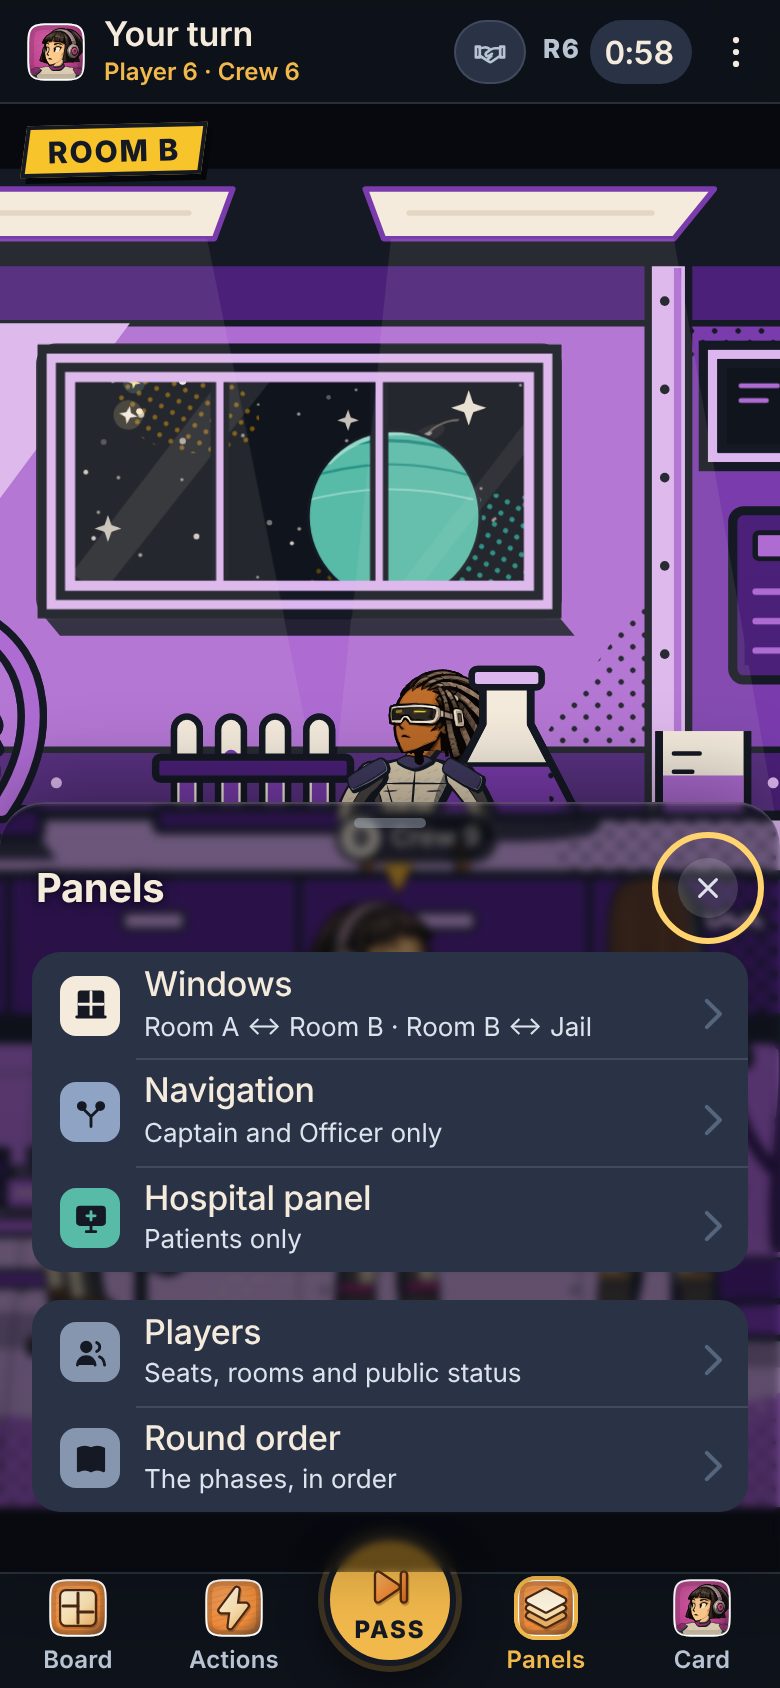 Your turn
Player 6 · Crew 6
R6
0:58
ROOM B
Panels
Windows
Room A ↔ Room B · Room B ↔ Jail
Navigation
Captain and Officer only
Hospital panel
Patients only
Players
Seats, rooms and public status
Round order
The phases, in order
PASS
Board
Actions
Panels
Card